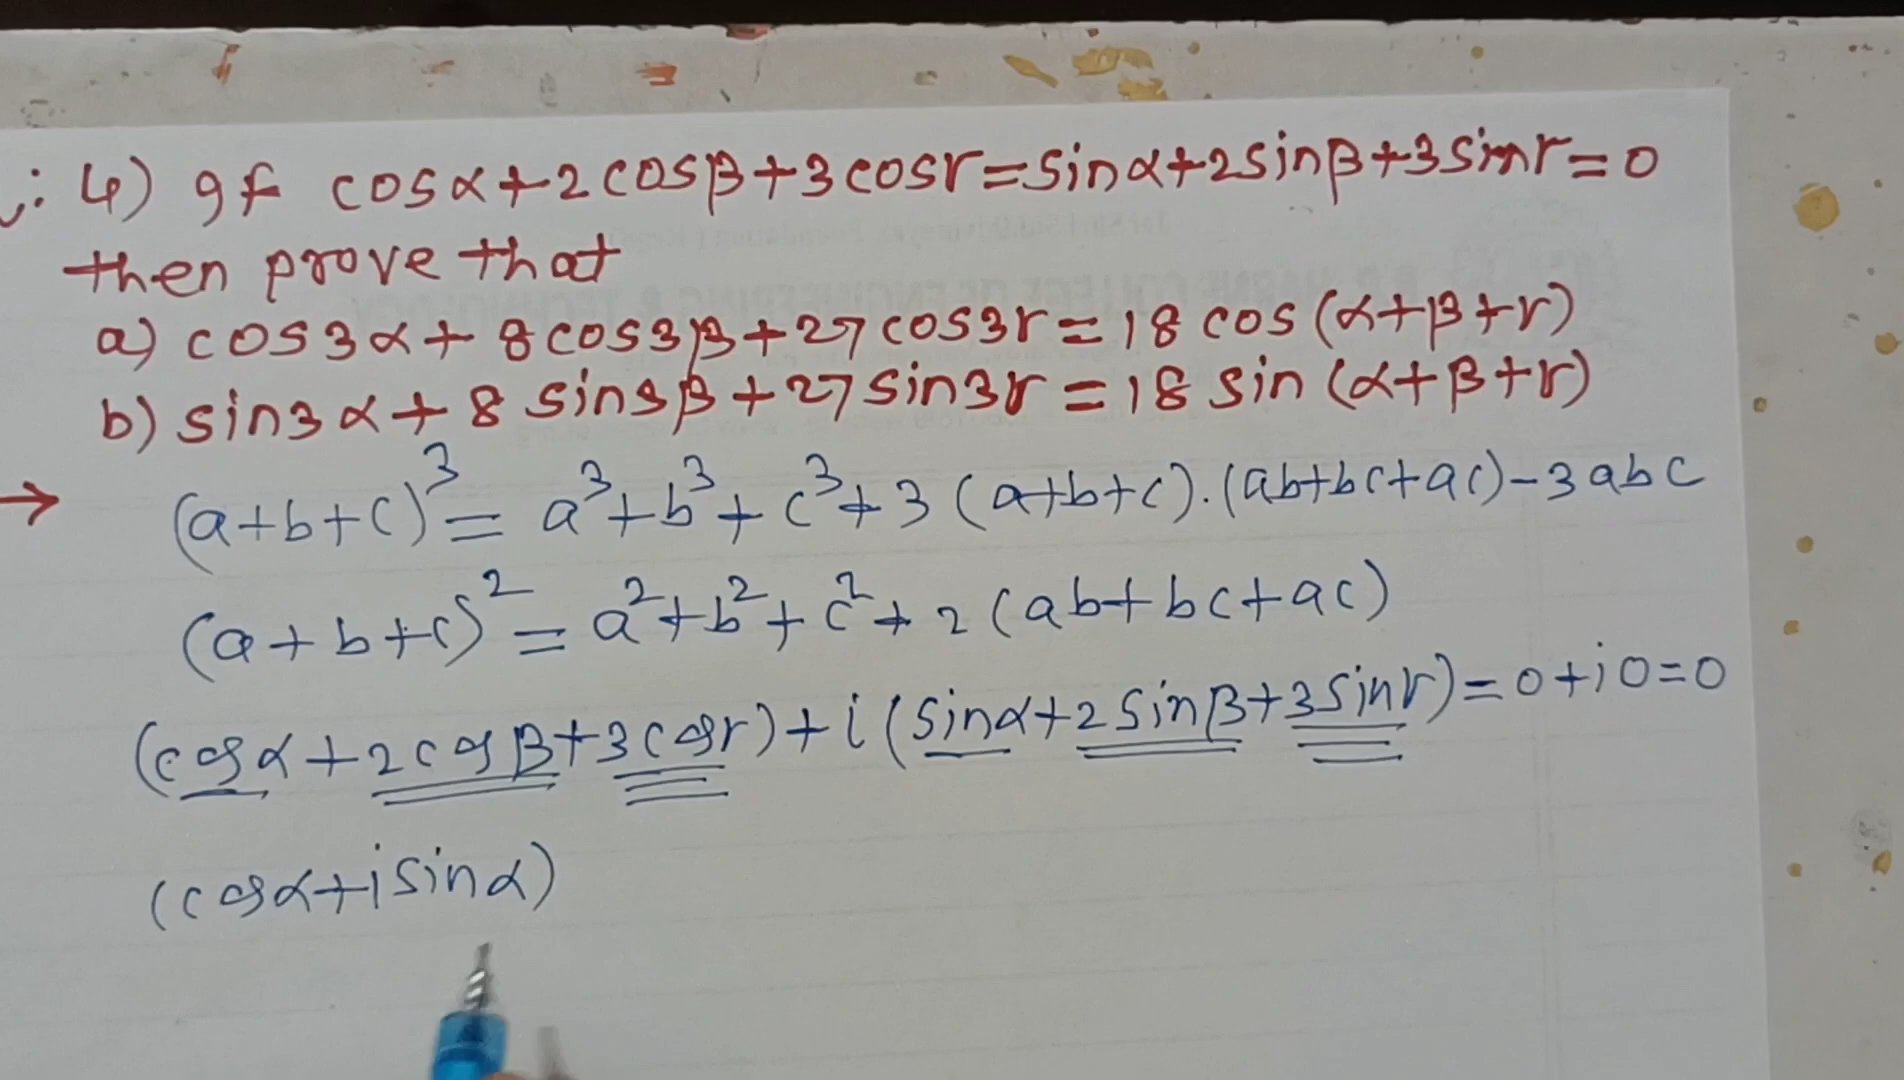 4) If cosα+2cosβ+3cosr=sinα+2sinβ+3sinr=0
then prove that
a) cos3α+8cos3β+27cos3r=18cos(α+β+r)
b) sin3α+8sin3β+27sin3r=18sin(α+β+r)
→ (a+b+c)³=a³+b³+c³+3(a+b+c).(ab+bc+ac)-3abc
(a+b+c)²=a²+b²+c²+2(ab+bc+ac)
(cosα+2cosβ+3cosr)+i(sinα+2sinβ+3sinr)=0+i0=0
(cosα+isinα)